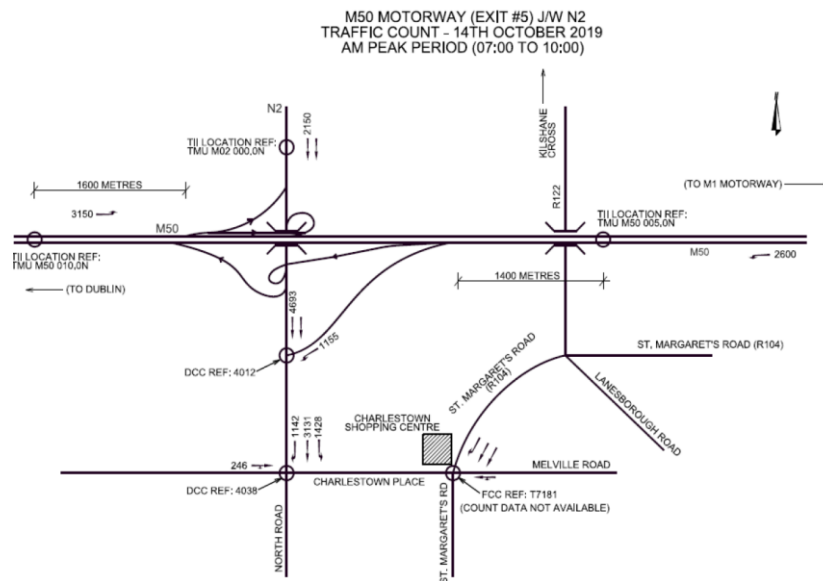 M50 MOTORWAY (EXIT #5) J/W N2
TRAFFIC COUNT - 14TH OCTOBER 2019
AM PEAK PERIOD (07:00 TO 10:00)
N2
2150
KILSHANE
CROSS
TII LOCATION REF:
TMU M02 000.0N
1600 METRES
R122
(TO M1 MOTORWAY)
3150
M50
TII LOCATION REF:
TMU M50 005.0N
TII LOCATION REF:
TMU M50 010.0N
M50
2600
(TO DUBLIN)
1400 METRES
4693
1155
DCC REF: 4012
ST. MARGARET'S ROAD
(R104)
ST. MARGARET'S ROAD (R104)
LANESBOROUGH ROAD
1142
3131
1428
CHARLESTOWN
SHOPPING CENTRE
246
MELVILLE ROAD
DCC REF: 4038
CHARLESTOWN PLACE
FCC REF: T7181
(COUNT DATA NOT AVAILABLE)
NORTH ROAD
ST. MARGARET'S RD